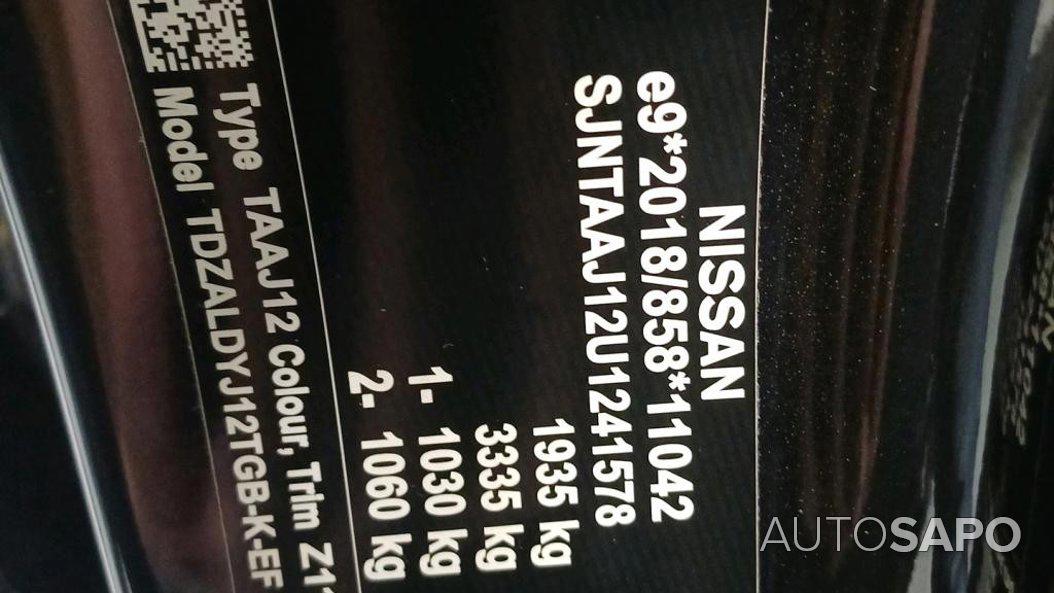 NISSAN
e9*2018/858*11042
SJNTAAJ12U1241578
1935 kg
3335 kg
1- 1030 kg
2- 1060 kg
Type TAAJ12 Colour, Trim Z11
Model TDZALDYJ12TGB-K-EF
AUTOSAPO